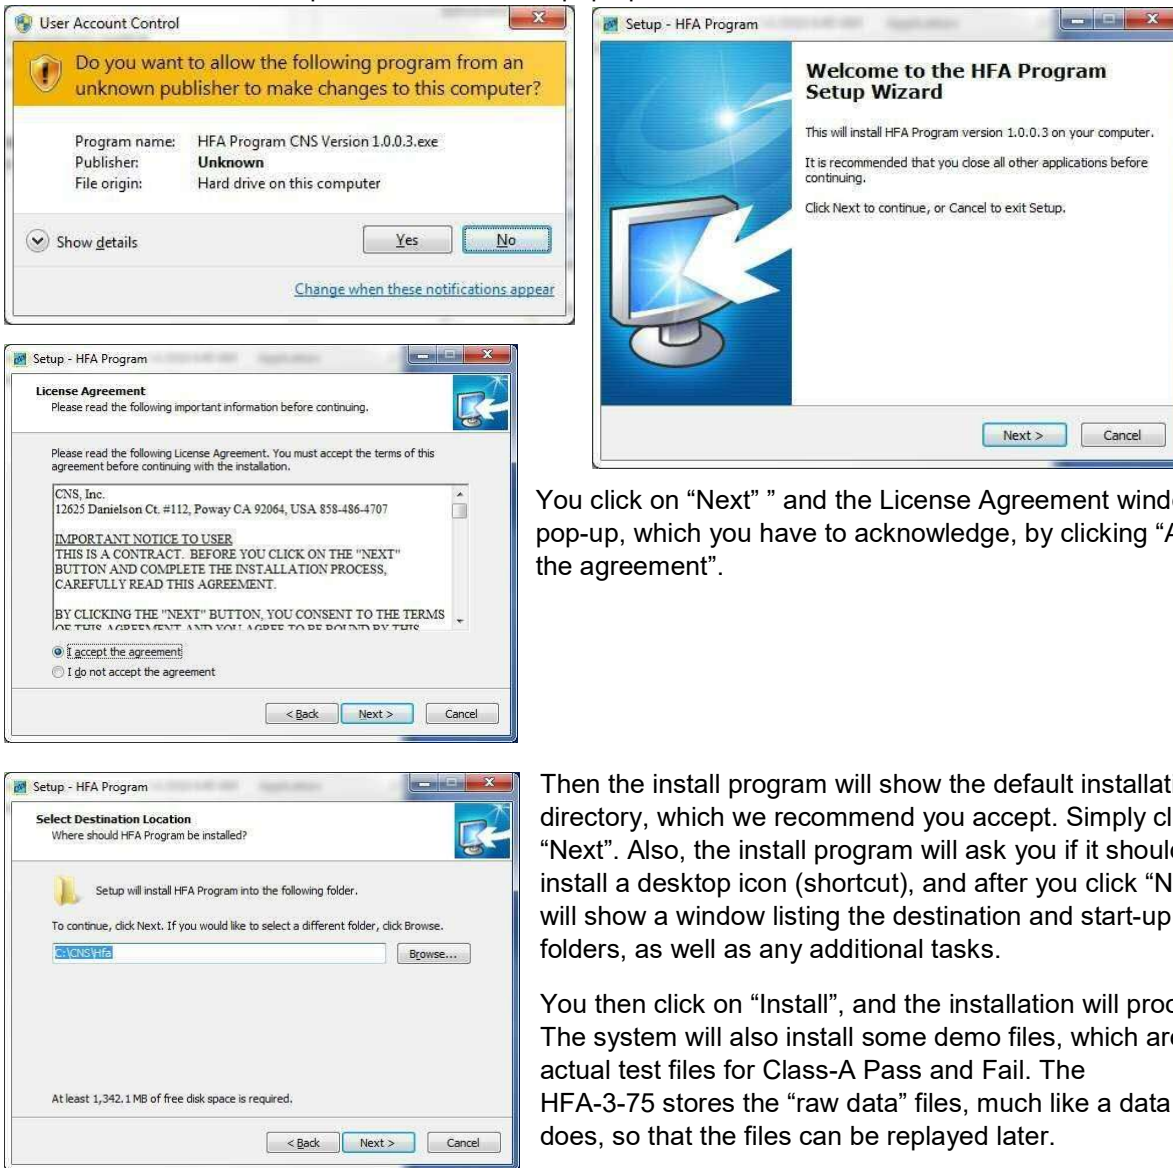 User Account Control
Do you want to allow the following program from an
unknown publisher to make changes to this computer?
Program name: HFA Program CNS Version 1.0.0.3.exe
Publisher: Unknown
File origin: Hard drive on this computer
Show details
Yes
No
Change when these notifications appear
Setup - HFA Program
Welcome to the HFA Program
Setup Wizard
This will install HFA Program version 1.0.0.3 on your computer.
It is recommended that you close all other applications before
continuing.
Click Next to continue, or Cancel to exit Setup.
Next >
Cancel
Setup - HFA Program
License Agreement
Please read the following important information before continuing.
Please read the following License Agreement. You must accept the terms of this
agreement before continuing with the installation.
CNS, Inc.
12625 Danielson Ct. #112, Poway CA 92064, USA 858-486-4707
IMPORTANT NOTICE TO USER
THIS IS A CONTRACT. BEFORE YOU CLICK ON THE "NEXT"
BUTTON AND COMPLETE THE INSTALLATION PROCESS,
CAREFULLY READ THIS AGREEMENT.
BY CLICKING THE "NEXT" BUTTON, YOU CONSENT TO THE TERMS
OF THIS AGREEMENT AND YOU AGREE TO BE BOUND BY THIS
I accept the agreement
I do not accept the agreement
< Back
Next >
Cancel
You click on “Next” ” and the License Agreement
pop-up, which you have to acknowledge, by clicking
the agreement”.
Setup - HFA Program
Select Destination Location
Where should HFA Program be installed?
Setup will install HFA Program into the following folder.
To continue, click Next. If you would like to select a different folder, click Browse.
C:\CNS\Hfa
Browse...
At least 1,342.1 MB of free disk space is required.
< Back
Next >
Cancel
Then the install program will show the default
directory, which we recommend you accept. Simply
“Next”. Also, the install program will ask you if it
install a desktop icon (shortcut), and after you click
will show a window listing the destination and start-up
folders, as well as any additional tasks.
You then click on “Install”, and the installation will
The system will also install some demo files, which
actual test files for Class-A Pass and Fail. The
HFA-3-75 stores the “raw data” files, much like a data
does, so that the files can be replayed later.